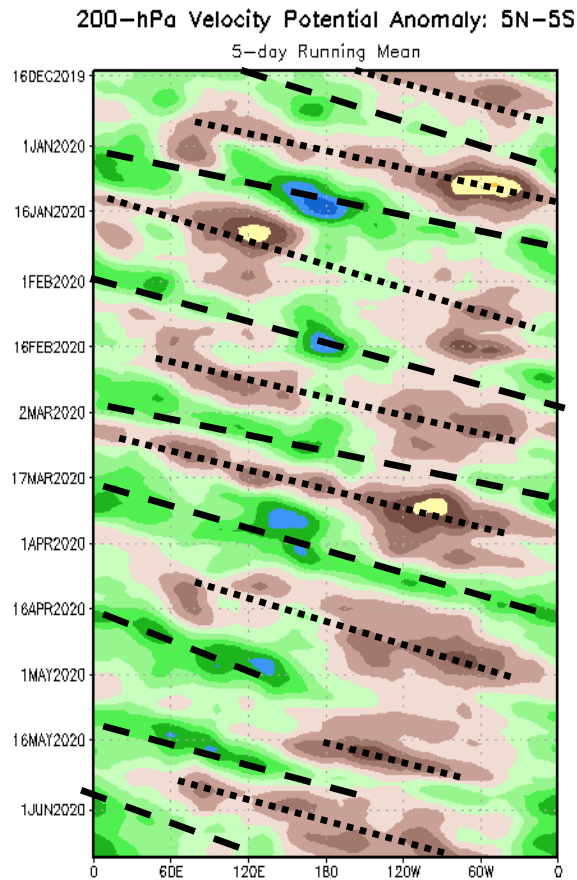 200-hPa Velocity Potential Anomaly: 5N-5S
5-day Running Mean
16DEC2019
1JAN2020
16JAN2020
1FEB2020
16FEB2020
2MAR2020
17MAR2020
1APR2020
16APR2020
1MAY2020
16MAY2020
1JUN2020
0 60E 120E 180 120W 60W 0